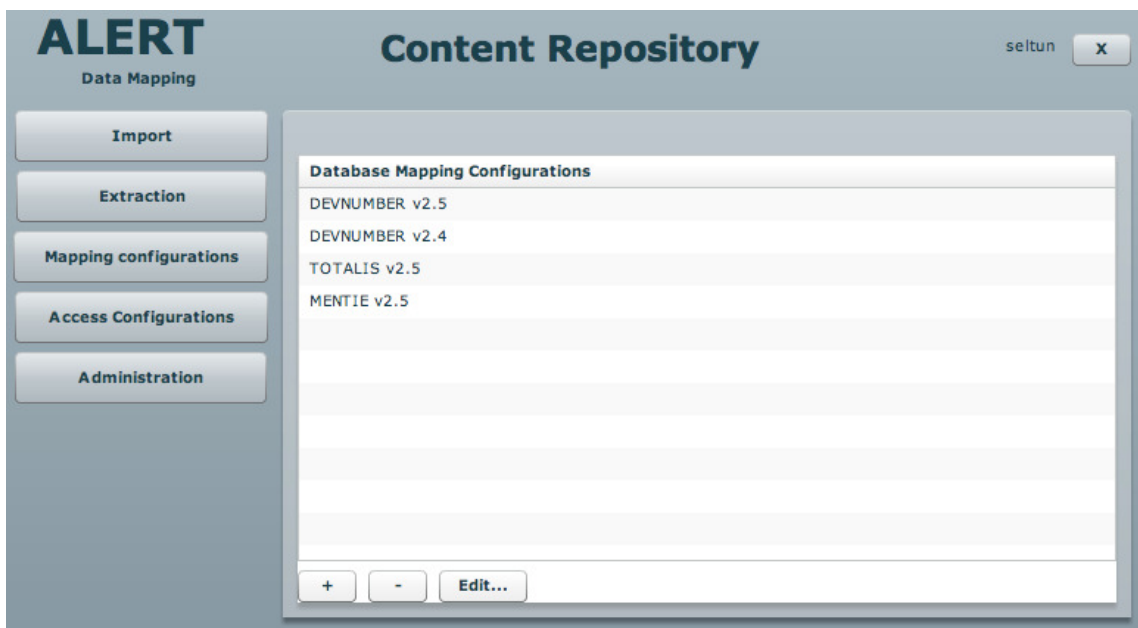 ALERT
Data Mapping
Content Repository
seltun
X
Import
Extraction
Mapping configurations
Access Configurations
Administration
Database Mapping Configurations
DEVNUMBER v2.5
DEVNUMBER v2.4
TOTALIS v2.5
MENTIE v2.5
+
-
Edit...